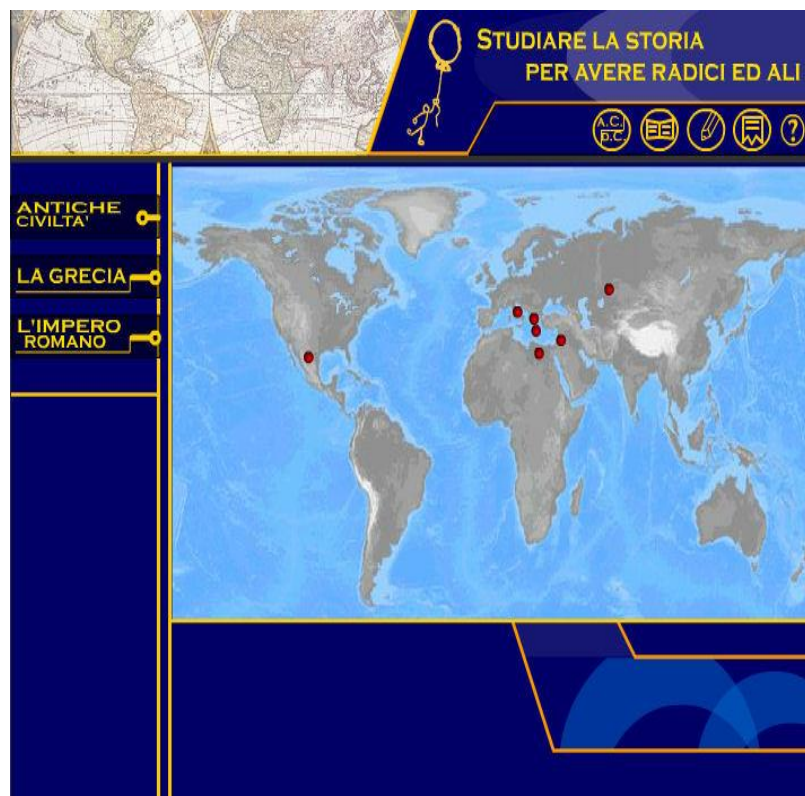 STUDIARE LA STORIA
PER AVERE RADICI ED ALI
A.C.
D.C.
?
ANTICHE
CIVILTA'
LA GRECIA
L'IMPERO
ROMANO